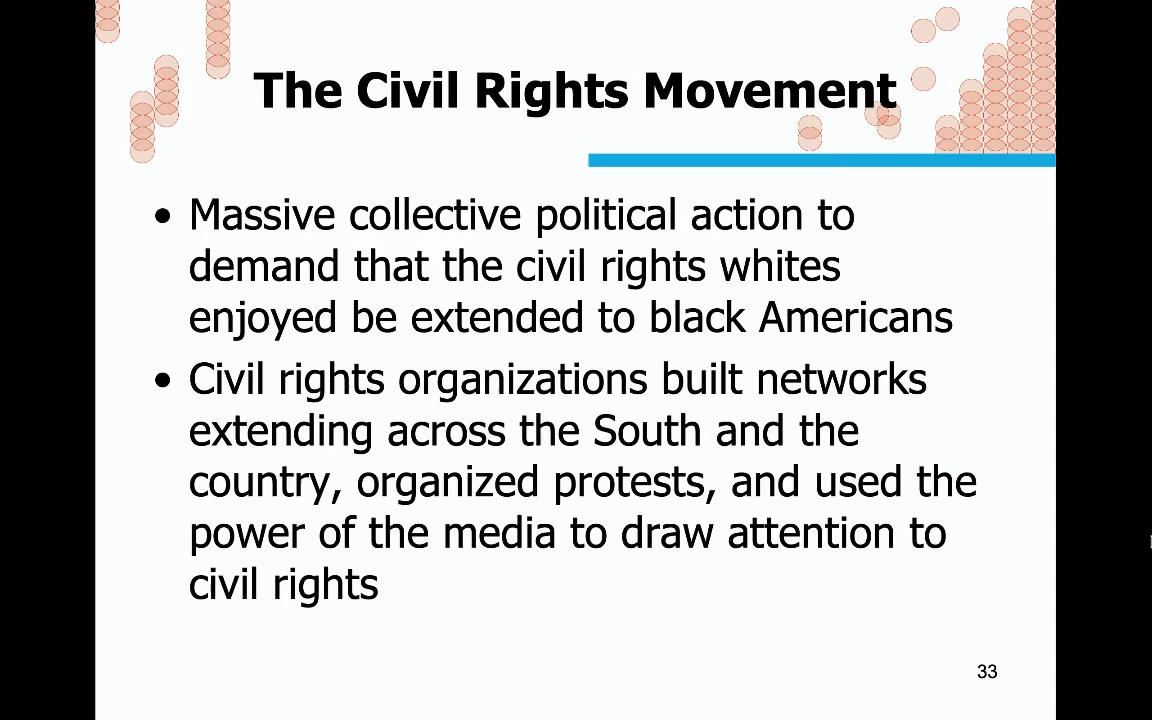 The Civil Rights Movement
• Massive collective political action to
demand that the civil rights whites
enjoyed be extended to black Americans
• Civil rights organizations built networks
extending across the South and the
country, organized protests, and used the
power of the media to draw attention to
civil rights
33